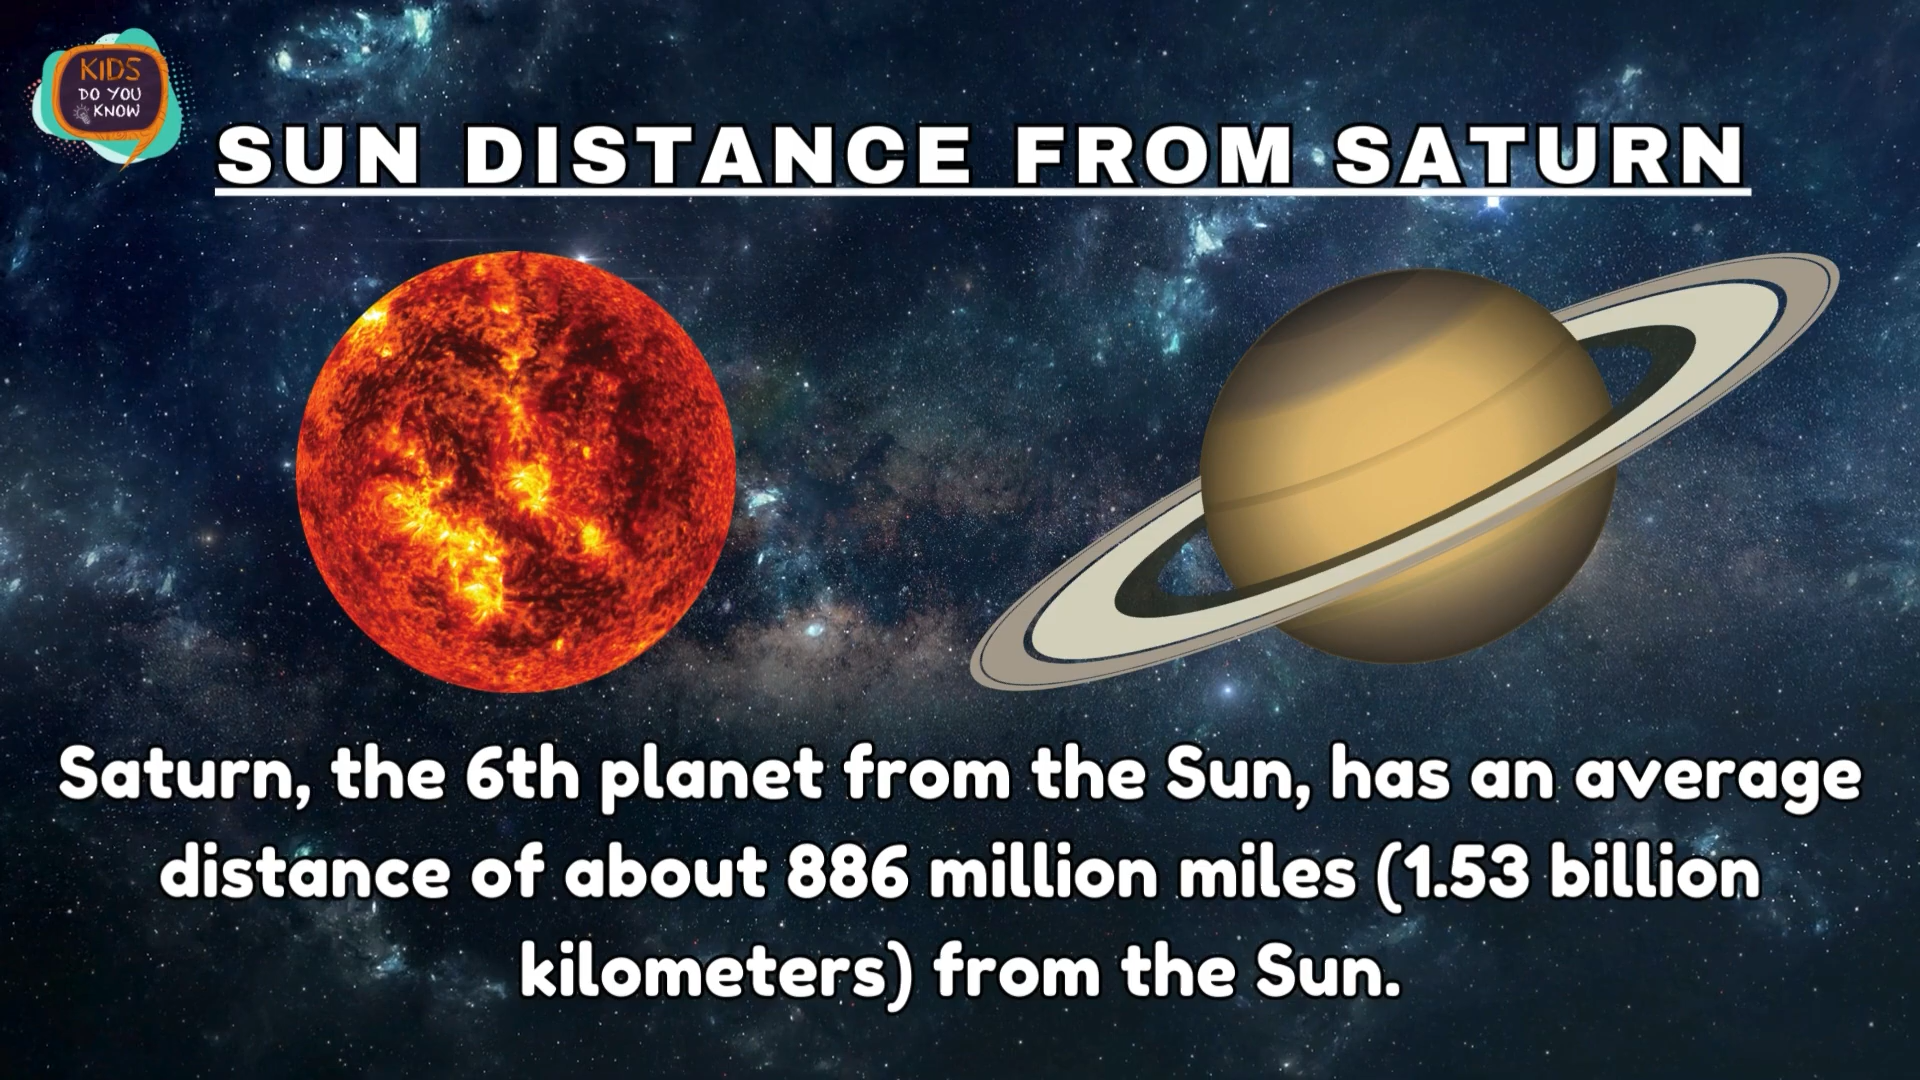 KIDS
DO YOU
KNOW
SUN DISTANCE FROM SATURN
Saturn, the 6th planet from the Sun, has an average
distance of about 886 million miles (1.53 billion
kilometers) from the Sun.